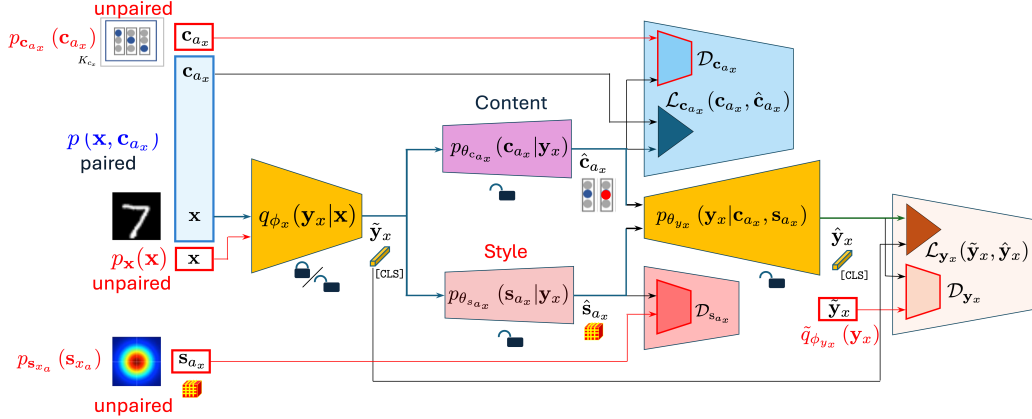 unpaired
p_{c_{a_x}} (c_{a_x})
K_{c_x}
c_{a_x}
c_{a_x}
p(x, c_{a_x})
paired
x
p_x(x)
x
unpaired
q_{ϕ_x}(y_x|x)
ỹ_x
[CLS]
Content
p_{θ_{c_{a_x}}}(c_{a_x}|y_x)
ĉ_{a_x}
Style
p_{θ_{s_{a_x}}}(s_{a_x}|y_x)
ŝ_{a_x}
D_{c_{a_x}}
L_{c_{a_x}}(c_{a_x}, ĉ_{a_x})
p_{θ_{y_x}}(y_x|c_{a_x}, s_{a_x})
D_{s_{a_x}}
ŷ_x
[CLS]
L_{y_x}(ỹ_x, ŷ_x)
D_{y_x}
ỹ_x
q̃_{ϕ_{y_x}}(y_x)
p_{s_{x_a}}(s_{x_a})
s_{a_x}
unpaired